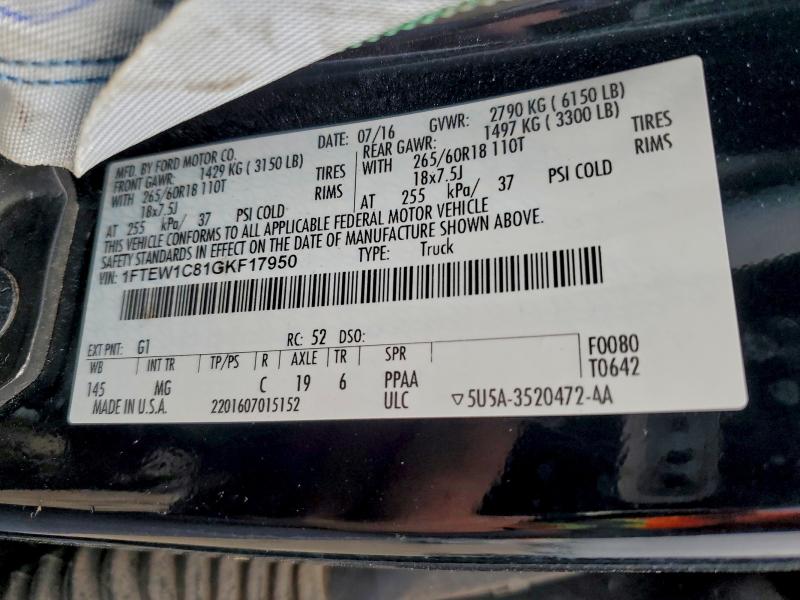 MFD. BY FORD MOTOR CO. DATE: 07/16 GVWR: 2790 KG ( 6150 LB)
FRONT GAWR: 1429 KG ( 3150 LB) REAR GAWR: 1497 KG ( 3300 LB)
WITH 265/60R18 110T TIRES WITH 265/60R18 110T TIRES
18x7.5J RIMS 18x7.5J RIMS
AT 255 kPa/ 37 PSI COLD AT 255 kPa/ 37 PSI COLD
THIS VEHICLE CONFORMS TO ALL APPLICABLE FEDERAL MOTOR VEHICLE
SAFETY STANDARDS IN EFFECT ON THE DATE OF MANUFACTURE SHOWN ABOVE.
VIN: 1FTEW1C81GKF17950 TYPE: Truck
EXT PNT: G1 RC: 52 DSO: F0080
WB INT TR TP/PS R AXLE TR SPR T0642
145 MG C 19 6 PPAA
MADE IN U.S.A. 2201607015152 ULC ▽5U5A-3520472-AA